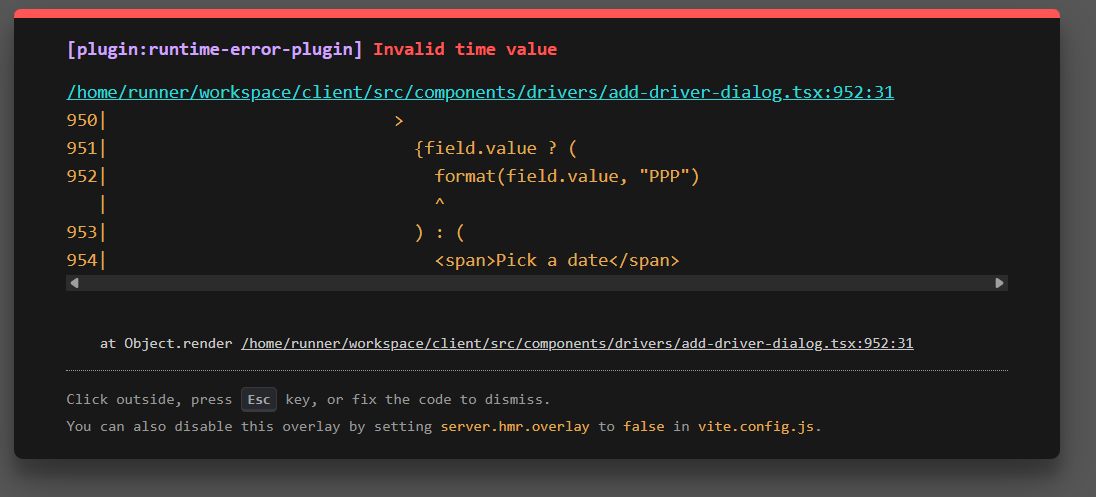 [plugin:runtime-error-plugin] Invalid time value
/home/runner/workspace/client/src/components/drivers/add-driver-dialog.tsx:952:31
950|                            >
951|                              {field.value ? (
952|                                format(field.value, "PPP")
   |                                ^
953|                              ) : (
954|                                <span>Pick a date</span>
at Object.render /home/runner/workspace/client/src/components/drivers/add-driver-dialog.tsx:952:31
Click outside, press Esc key, or fix the code to dismiss.
You can also disable this overlay by setting server.hmr.overlay to false in vite.config.js.